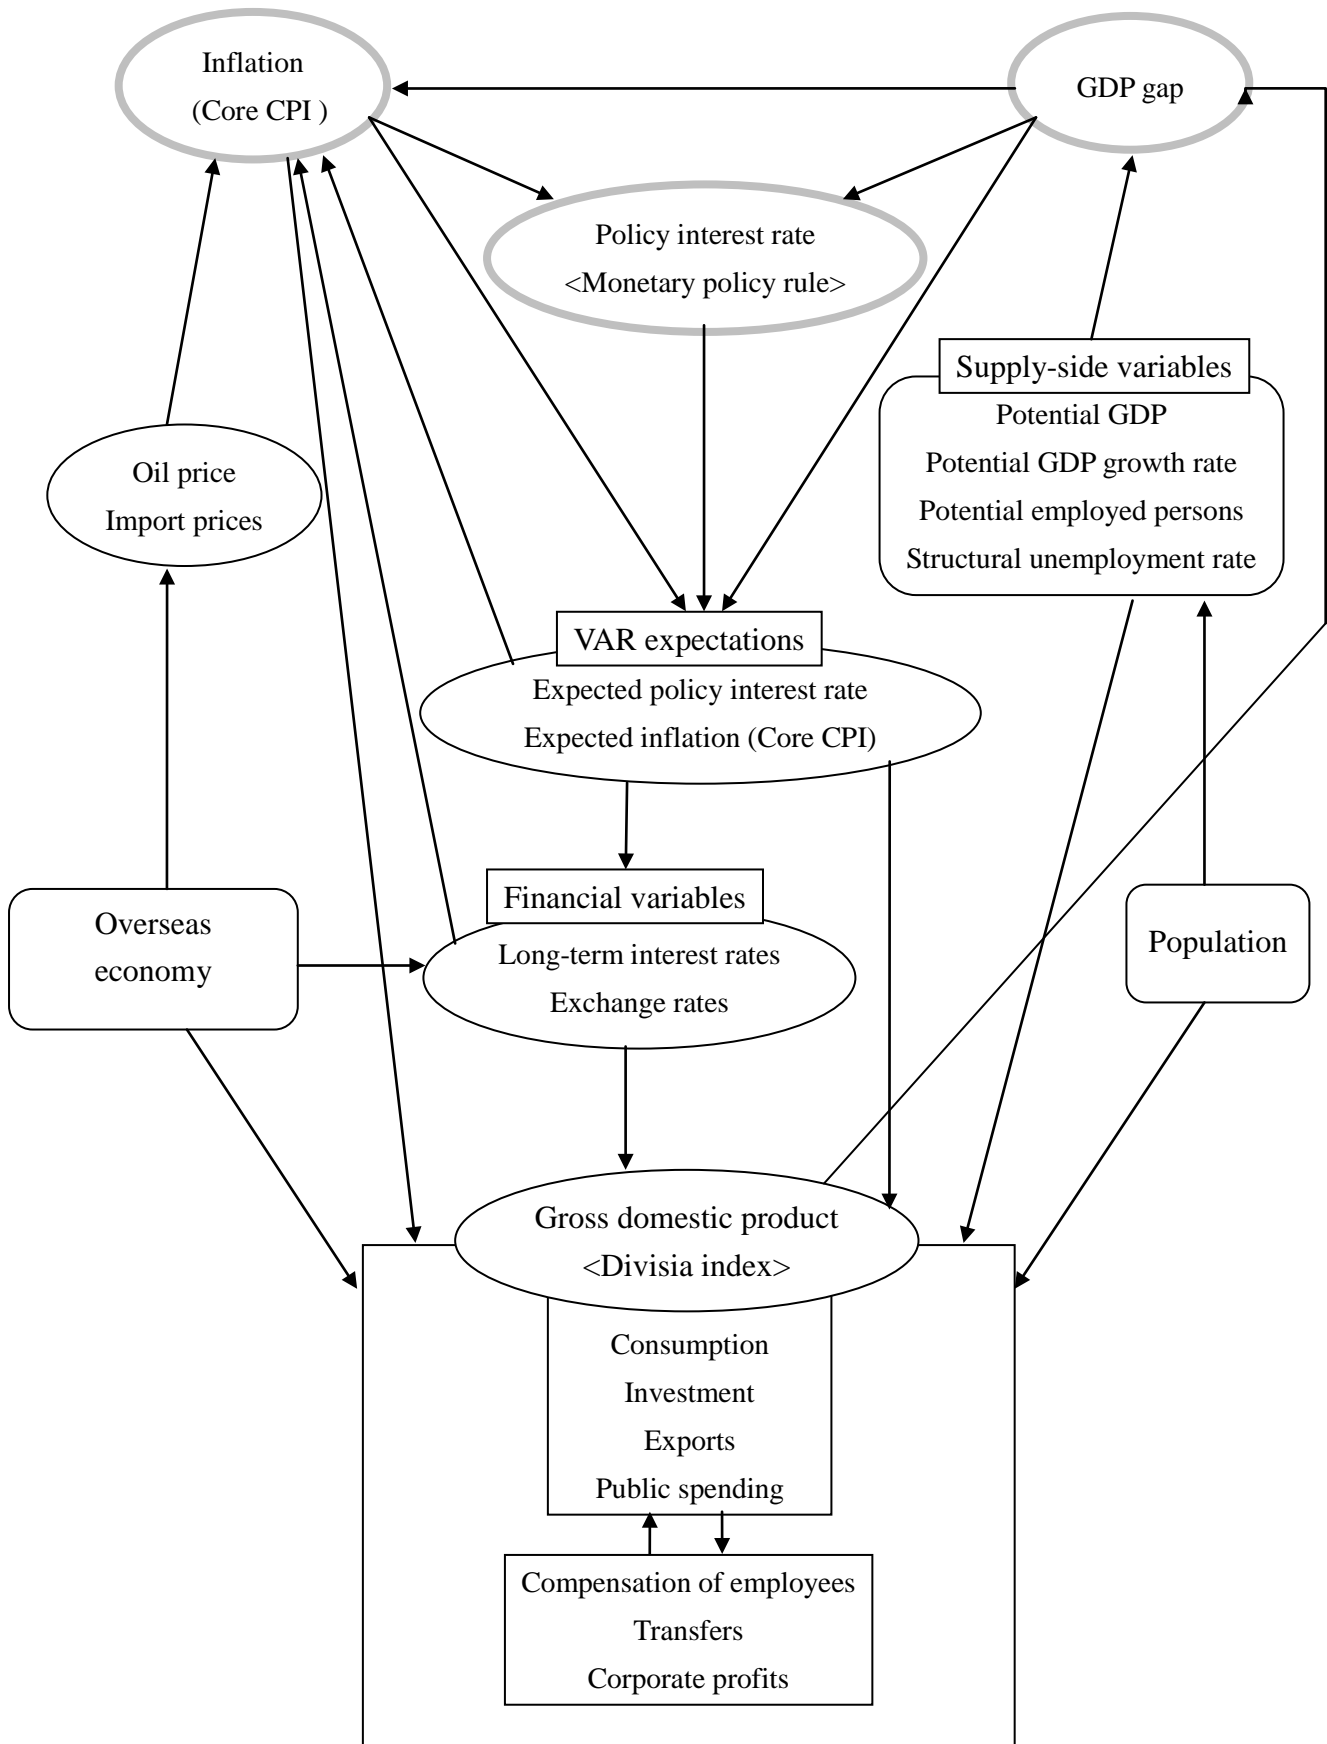 Inflation
(Core CPI )
GDP gap
Policy interest rate
<Monetary policy rule>
Supply-side variables
Potential GDP
Potential GDP growth rate
Potential employed persons
Structural unemployment rate
Oil price
Import prices
VAR expectations
Expected policy interest rate
Expected inflation (Core CPI)
Financial variables
Long-term interest rates
Exchange rates
Overseas
economy
Population
Gross domestic product
<Divisia index>
Consumption
Investment
Exports
Public spending
Compensation of employees
Transfers
Corporate profits